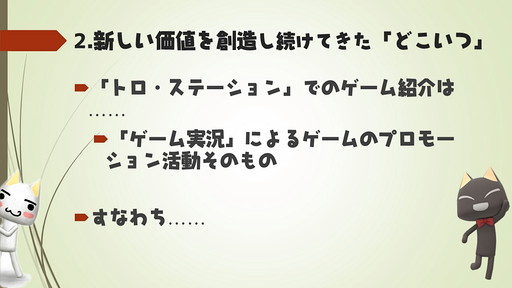 2.新しい価値を創造し続けてきた「どこいつ」
「トロ・ステーション」でのゲーム紹介は
……
「ゲーム実況」によるゲームのプロモー
ション活動そのもの
すなわち……